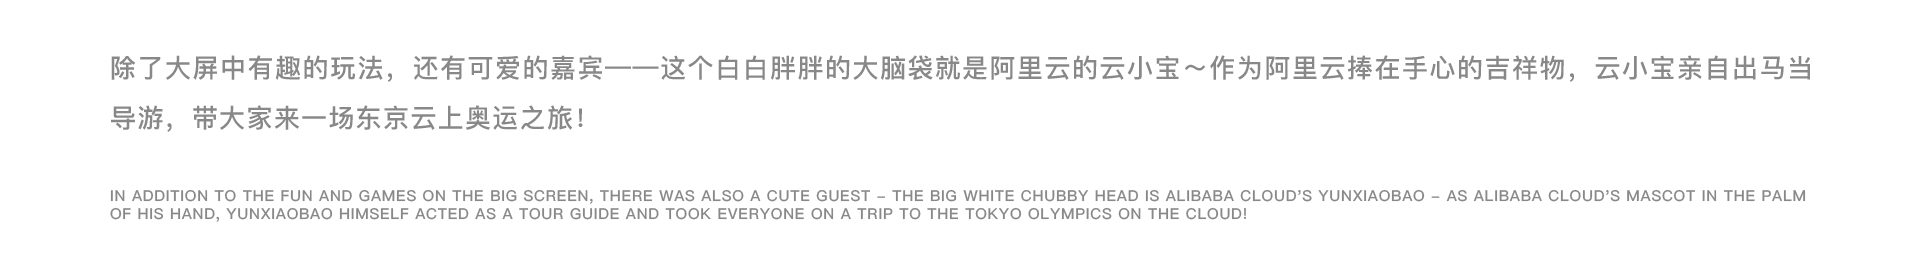 除了大屏中有趣的玩法，还有可爱的嘉宾——这个白白胖胖的大脑袋就是阿里云的云小宝～作为阿里云捧在手心的吉祥物，云小宝亲自出马当
导游，带大家来一场东京云上奥运之旅！
IN ADDITION TO THE FUN AND GAMES ON THE BIG SCREEN, THERE WAS ALSO A CUTE GUEST – THE BIG WHITE CHUBBY HEAD IS ALIBABA CLOUD'S YUNXIAOBAO – AS ALIBABA CLOUD'S MASCOT IN THE PALM
OF HIS HAND, YUNXIAOBAO HIMSELF ACTED AS A TOUR GUIDE AND TOOK EVERYONE ON A TRIP TO THE TOKYO OLYMPICS ON THE CLOUD!